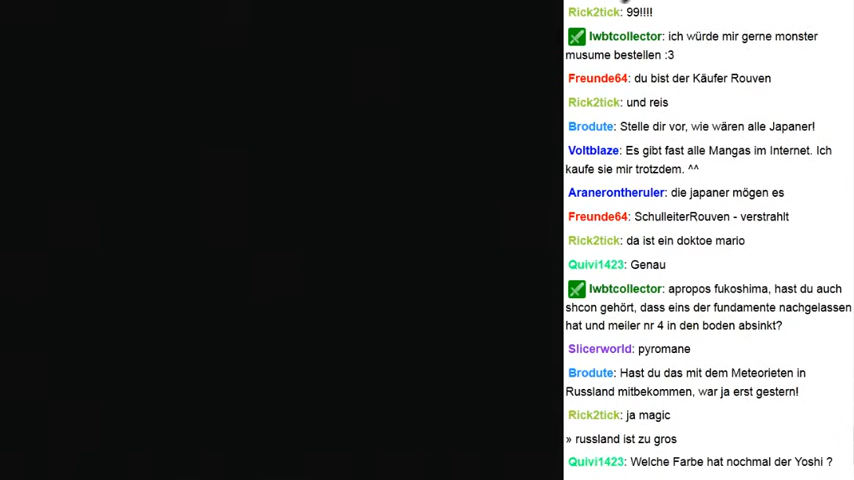 Rick2tick: 99!!!!
lwbtcollector: ich würde mir gerne monster
musume bestellen :3
Freunde64: du bist der Käufer Rouven
Rick2tick: und reis
Brodute: Stelle dir vor, wie wären alle Japaner!
Voltblaze: Es gibt fast alle Mangas im Internet. Ich
kaufe sie mir trotzdem. ^^
Aranerontheruler: die japaner mögen es
Freunde64: SchulleiterRouven - verstrahlt
Rick2tick: da ist ein doktoe mario
Quivi1423: Genau
lwbtcollector: apropos fukoshima, hast du auch
shcon gehört, dass eins der fundamente nachgelassen
hat und meiler nr 4 in den boden absinkt?
Slicerworld: pyromane
Brodute: Hast du das mit dem Meteorieten in
Russland mitbekommen, war ja erst gestern!
Rick2tick: ja magic
» russland ist zu gros
Quivi1423: Welche Farbe hat nochmal der Yoshi ?